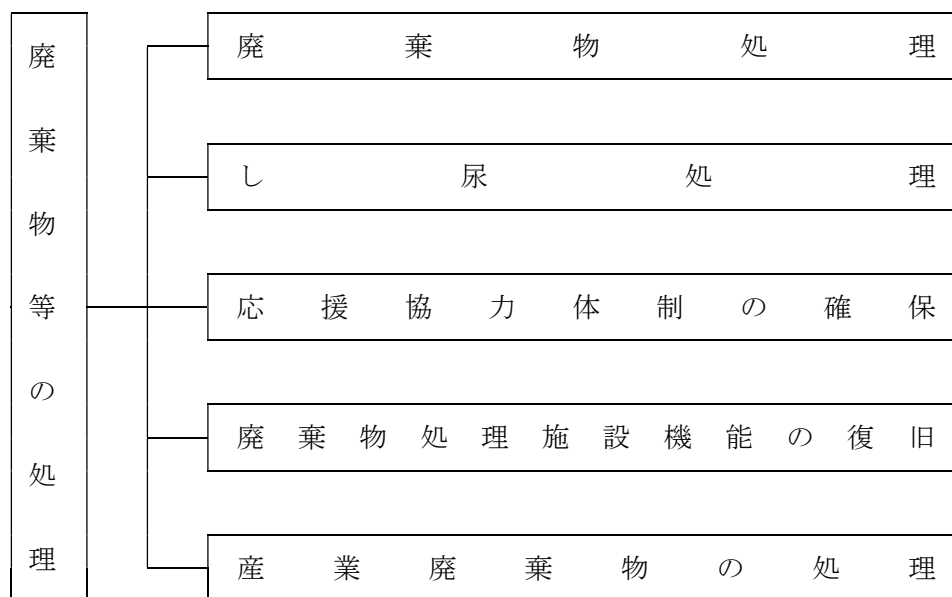 廃棄物等の処理
廃棄物処理
し尿処理
応援協力体制の確保
廃棄物処理施設機能の復旧
産業廃棄物の処理